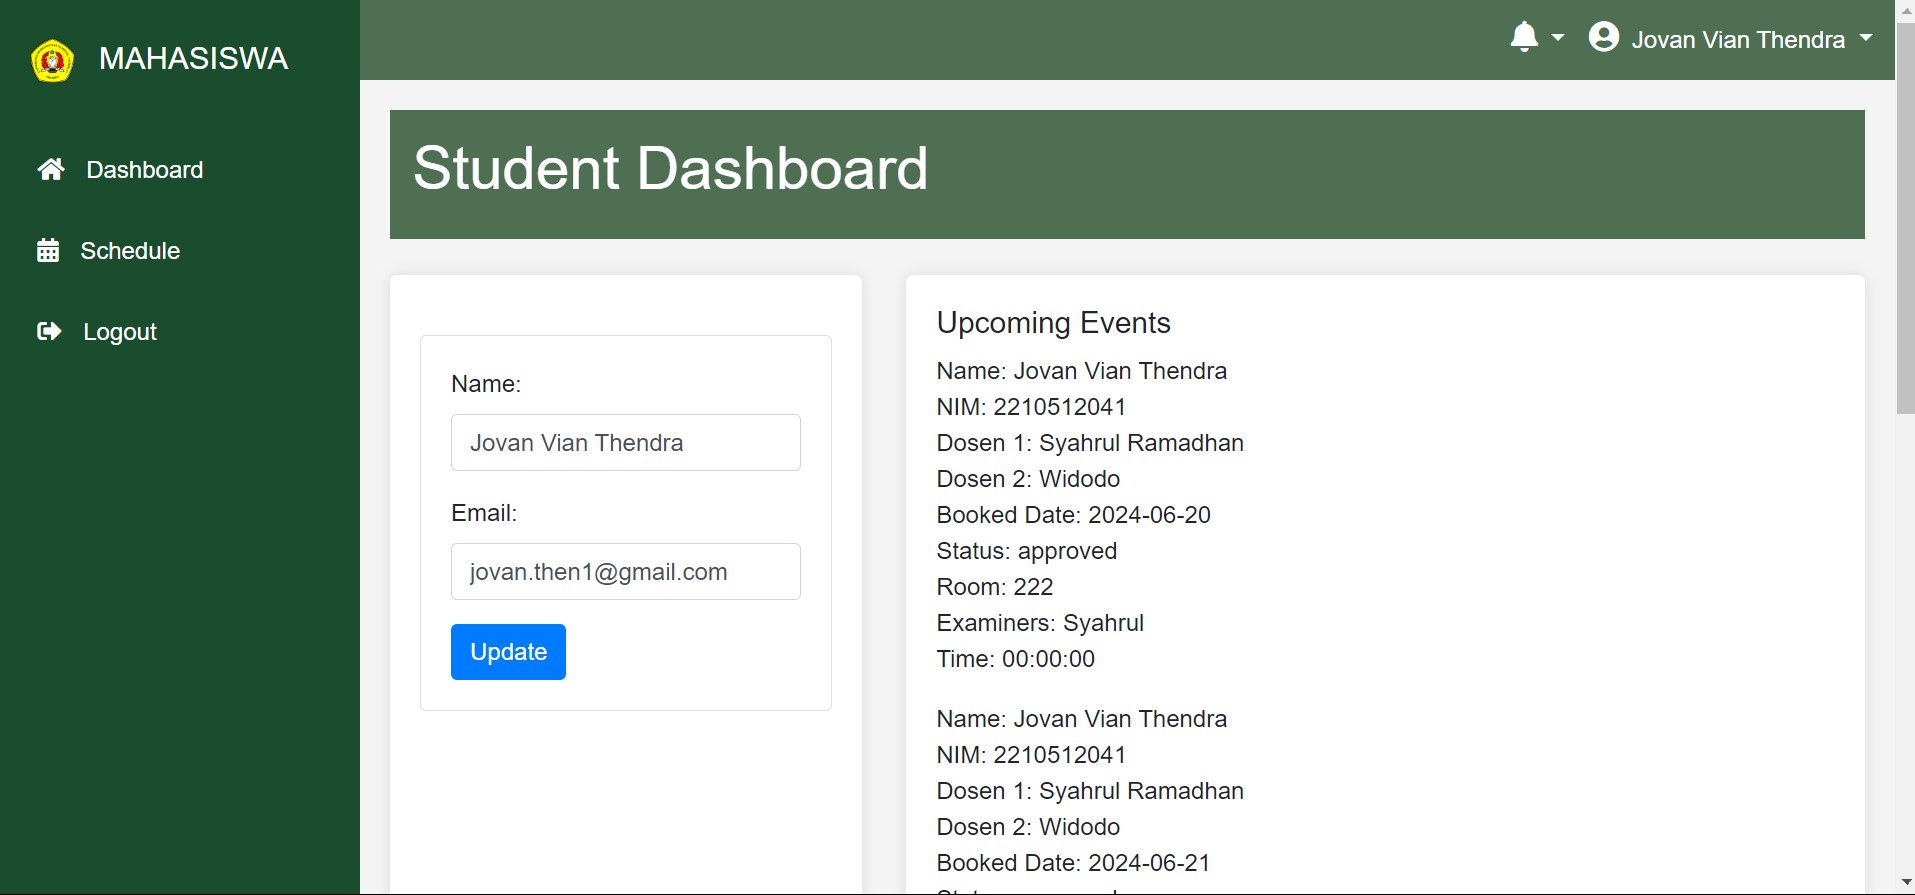 MAHASISWA
Dashboard
Schedule
Logout
Jovan Vian Thendra
Student Dashboard
Name:
Jovan Vian Thendra
Email:
jovan.then1@gmail.com
Update
Upcoming Events
Name: Jovan Vian Thendra
NIM: 2210512041
Dosen 1: Syahrul Ramadhan
Dosen 2: Widodo
Booked Date: 2024-06-20
Status: approved
Room: 222
Examiners: Syahrul
Time: 00:00:00
Name: Jovan Vian Thendra
NIM: 2210512041
Dosen 1: Syahrul Ramadhan
Dosen 2: Widodo
Booked Date: 2024-06-21